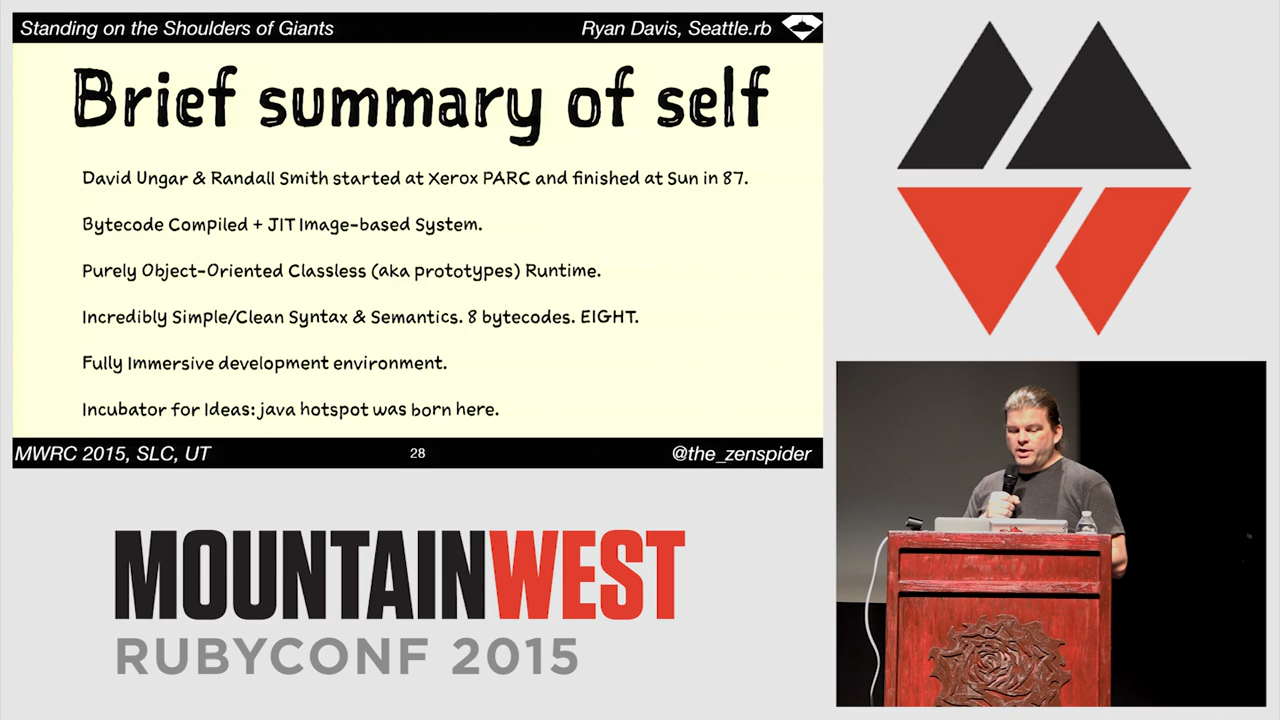 Standing on the Shoulders of Giants
Ryan Davis, Seattle.rb
Brief summary of self
David Ungar & Randall Smith started at Xerox PARC and finished at Sun in 87.
Bytecode Compiled + JIT Image-based System.
Purely Object-Oriented Classless (aka prototypes) Runtime.
Incredibly Simple/Clean Syntax & Semantics. 8 bytecodes. EIGHT.
Fully Immersive development environment.
Incubator for Ideas: java hotspot was born here.
MWRC 2015, SLC, UT
28
@the_zenspider
MOUNTAINWEST
RUBYCONF 2015